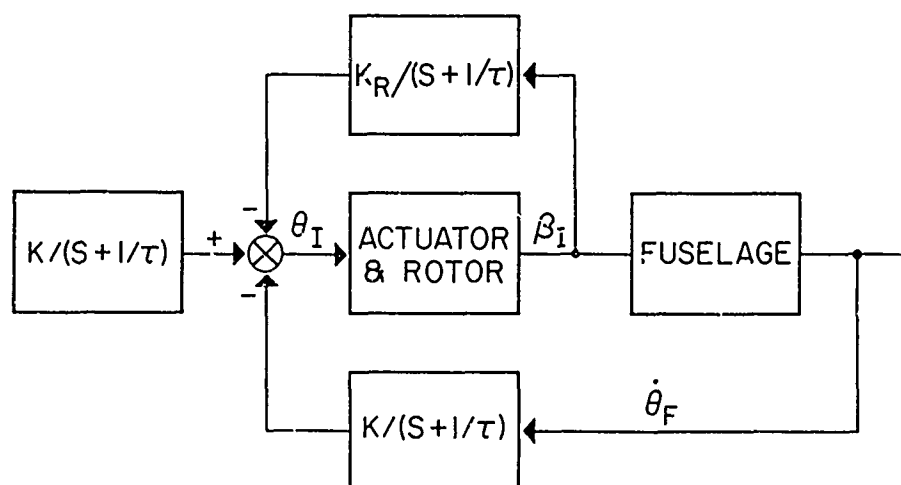 K_R/(S+1/τ)
K/(S+1/τ)
+
-
-
θ_I
ACTUATOR
& ROTOR
β_I
FUSELAGE
K/(S+1/τ)
θ̇_F